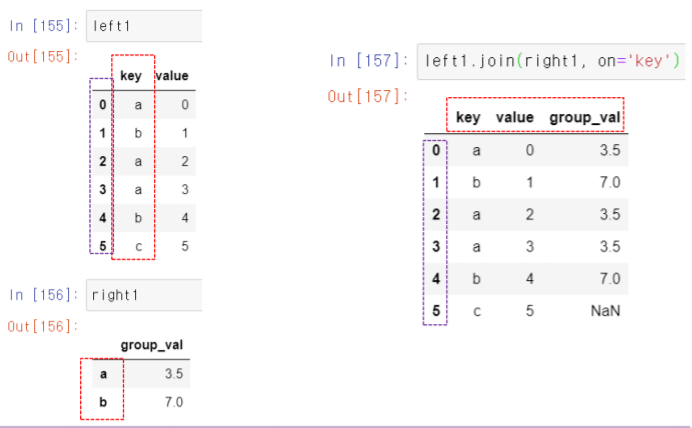 In [155]: left1
Out[155]:
key value
0 a 0
1 b 1
2 a 2
3 a 3
4 b 4
5 c 5
In [156]: right1
Out[156]:
group_val
a 3.5
b 7.0
In [157]: left1.join(right1, on='key')
Out[157]:
key value group_val
0 a 0 3.5
1 b 1 7.0
2 a 2 3.5
3 a 3 3.5
4 b 4 7.0
5 c 5 NaN